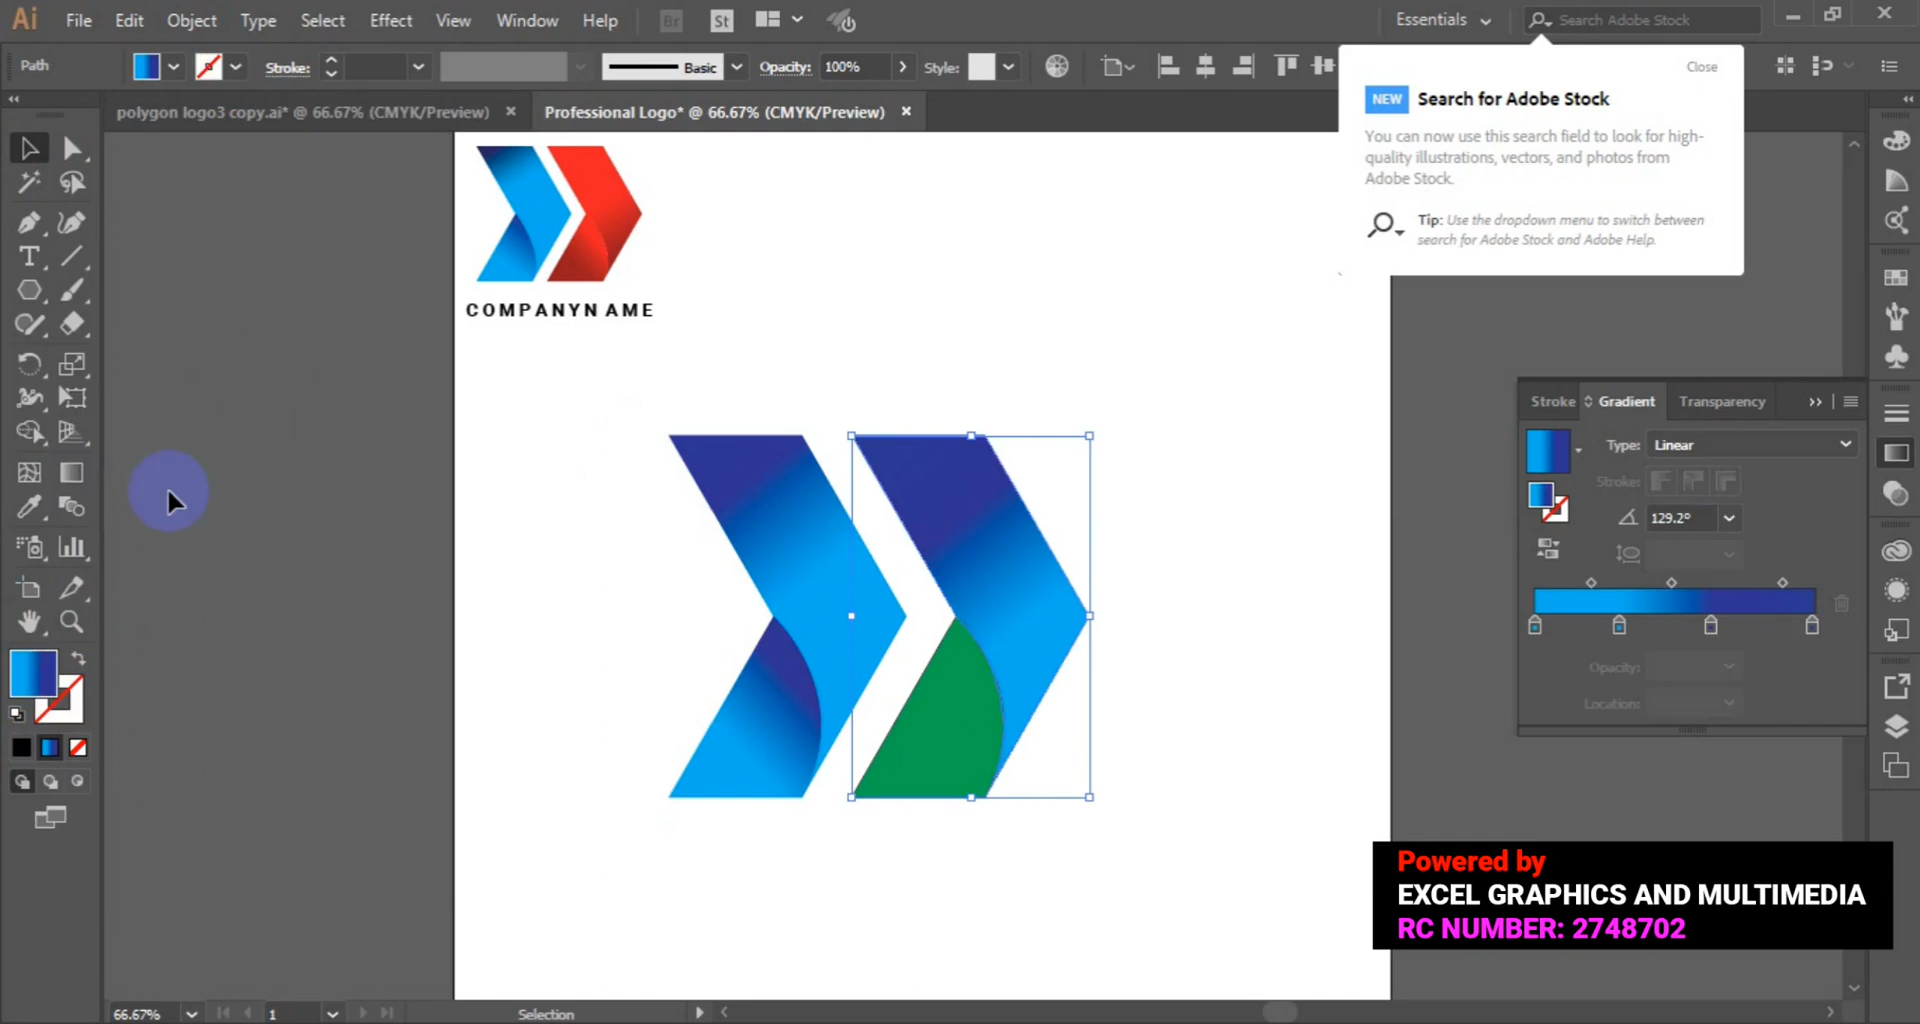 Ai File Edit Object Type Select Effect View Window Help Br St Essentials Search Adobe Stock
Path Stroke: Basic Opacity: 100% Style:
polygon logo3 copy.ai* @ 66.67% (CMYK/Preview) Professional Logo* @ 66.67% (CMYK/Preview)
Close
NEW Search for Adobe Stock
You can now use this search field to look for high-
quality illustrations, vectors, and photos from
Adobe Stock.
Tip: Use the dropdown menu to switch between
search for Adobe Stock and Adobe Help.
COMPANYN AME
Stroke Gradient Transparency
Type: Linear
Stroke:
129.2°
Opacity:
Location:
Powered by
EXCEL GRAPHICS AND MULTIMEDIA
RC NUMBER: 2748702
66.67% 1 Selection